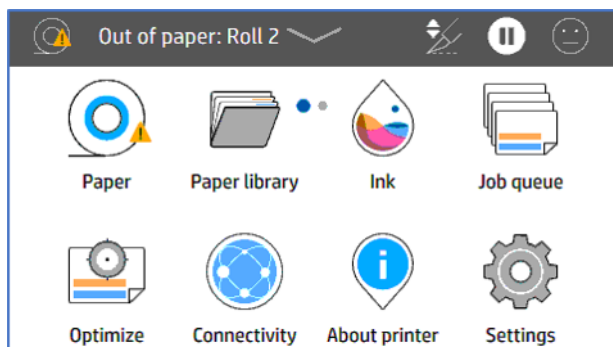 Out of paper: Roll 2
Paper Paper library Ink Job queue
Optimize Connectivity About printer Settings